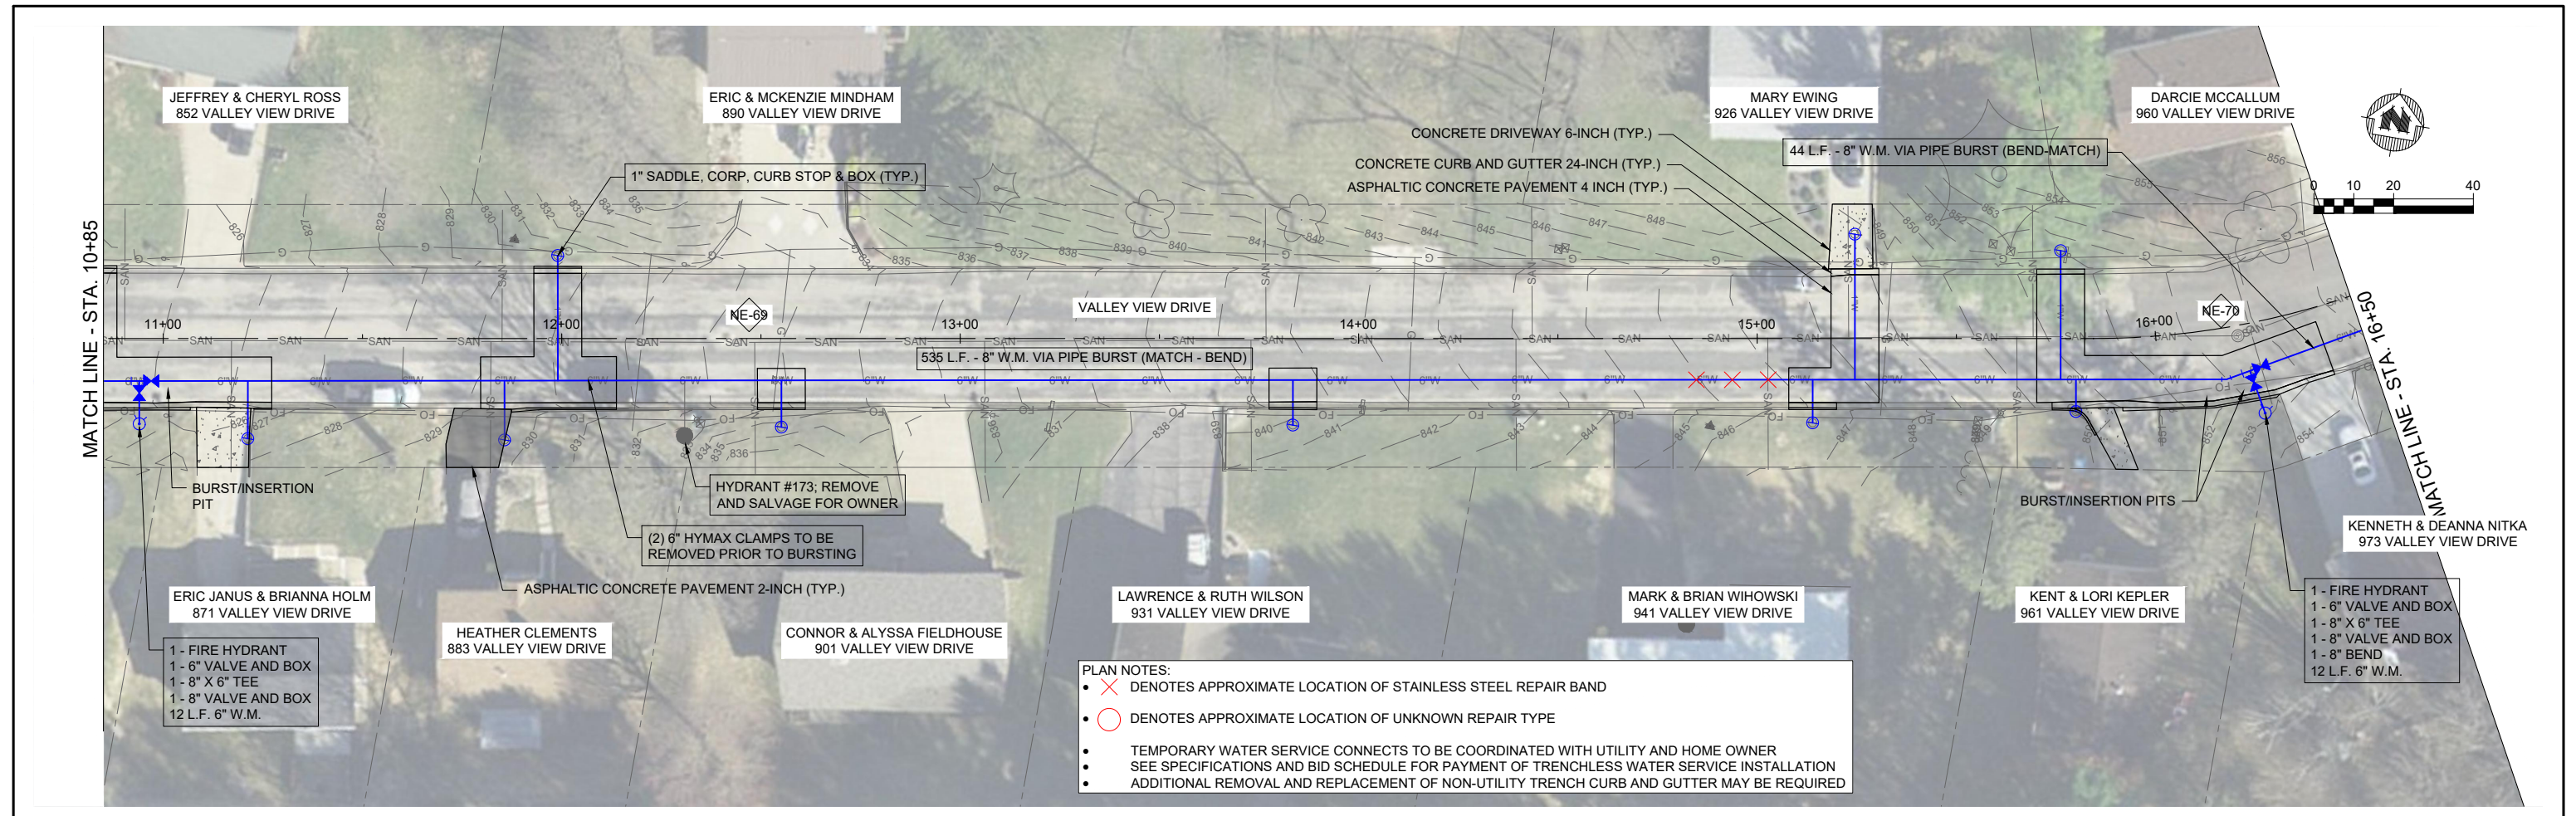 JEFFREY & CHERYL ROSS
852 VALLEY VIEW DRIVE
ERIC & MCKENZIE MINDHAM
890 VALLEY VIEW DRIVE
MARY EWING
926 VALLEY VIEW DRIVE
DARCIE MCCALLUM
960 VALLEY VIEW DRIVE
N
0 10 20 40
CONCRETE DRIVEWAY 6-INCH (TYP.)
CONCRETE CURB AND GUTTER 24-INCH (TYP.)
ASPHALTIC CONCRETE PAVEMENT 4 INCH (TYP.)
44 L.F. - 8" W.M. VIA PIPE BURST (BEND-MATCH)
1" SADDLE, CORP, CURB STOP & BOX (TYP.)
MATCH LINE - STA. 10+85
MATCH LINE - STA. 16+50
VALLEY VIEW DRIVE
NE-69
NE-70
11+00
12+00
13+00
14+00
15+00
16+00
535 L.F. - 8" W.M. VIA PIPE BURST (MATCH - BEND)
BURST/INSERTION
PIT
HYDRANT #173; REMOVE
AND SALVAGE FOR OWNER
(2) 6" HYMAX CLAMPS TO BE
REMOVED PRIOR TO BURSTING
ASPHALTIC CONCRETE PAVEMENT 2-INCH (TYP.)
BURST/INSERTION PITS
ERIC JANUS & BRIANNA HOLM
871 VALLEY VIEW DRIVE
HEATHER CLEMENTS
883 VALLEY VIEW DRIVE
CONNOR & ALYSSA FIELDHOUSE
901 VALLEY VIEW DRIVE
LAWRENCE & RUTH WILSON
931 VALLEY VIEW DRIVE
MARK & BRIAN WIHOWSKI
941 VALLEY VIEW DRIVE
KENT & LORI KEPLER
961 VALLEY VIEW DRIVE
KENNETH & DEANNA NITKA
973 VALLEY VIEW DRIVE
1 - FIRE HYDRANT
1 - 6" VALVE AND BOX
1 - 8" X 6" TEE
1 - 8" VALVE AND BOX
12 L.F. 6" W.M.
1 - FIRE HYDRANT
1 - 6" VALVE AND BOX
1 - 8" X 6" TEE
1 - 8" VALVE AND BOX
1 - 8" BEND
12 L.F. 6" W.M.
PLAN NOTES:
• DENOTES APPROXIMATE LOCATION OF STAINLESS STEEL REPAIR BAND
• DENOTES APPROXIMATE LOCATION OF UNKNOWN REPAIR TYPE
• TEMPORARY WATER SERVICE CONNECTS TO BE COORDINATED WITH UTILITY AND HOME OWNER
• SEE SPECIFICATIONS AND BID SCHEDULE FOR PAYMENT OF TRENCHLESS WATER SERVICE INSTALLATION
• ADDITIONAL REMOVAL AND REPLACEMENT OF NON-UTILITY TRENCH CURB AND GUTTER MAY BE REQUIRED